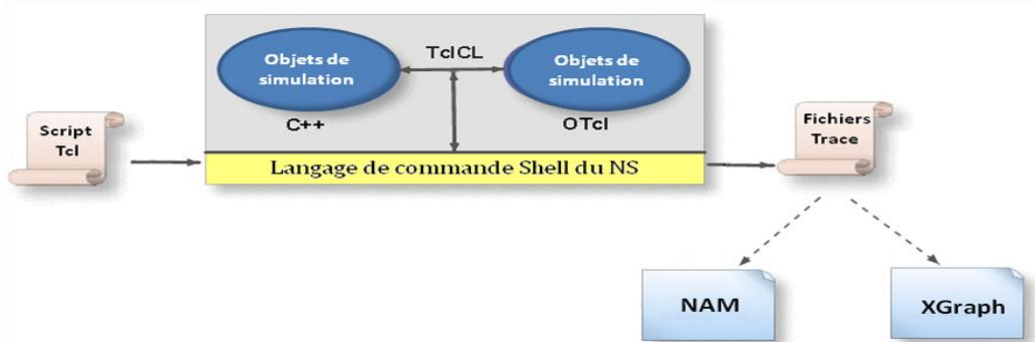 TclCL
Objets de
simulation
Objets de
simulation
C++
OTcl
Script
Tcl
Langage de commande Shell du NS
Fichiers
Trace
NAM
XGraph